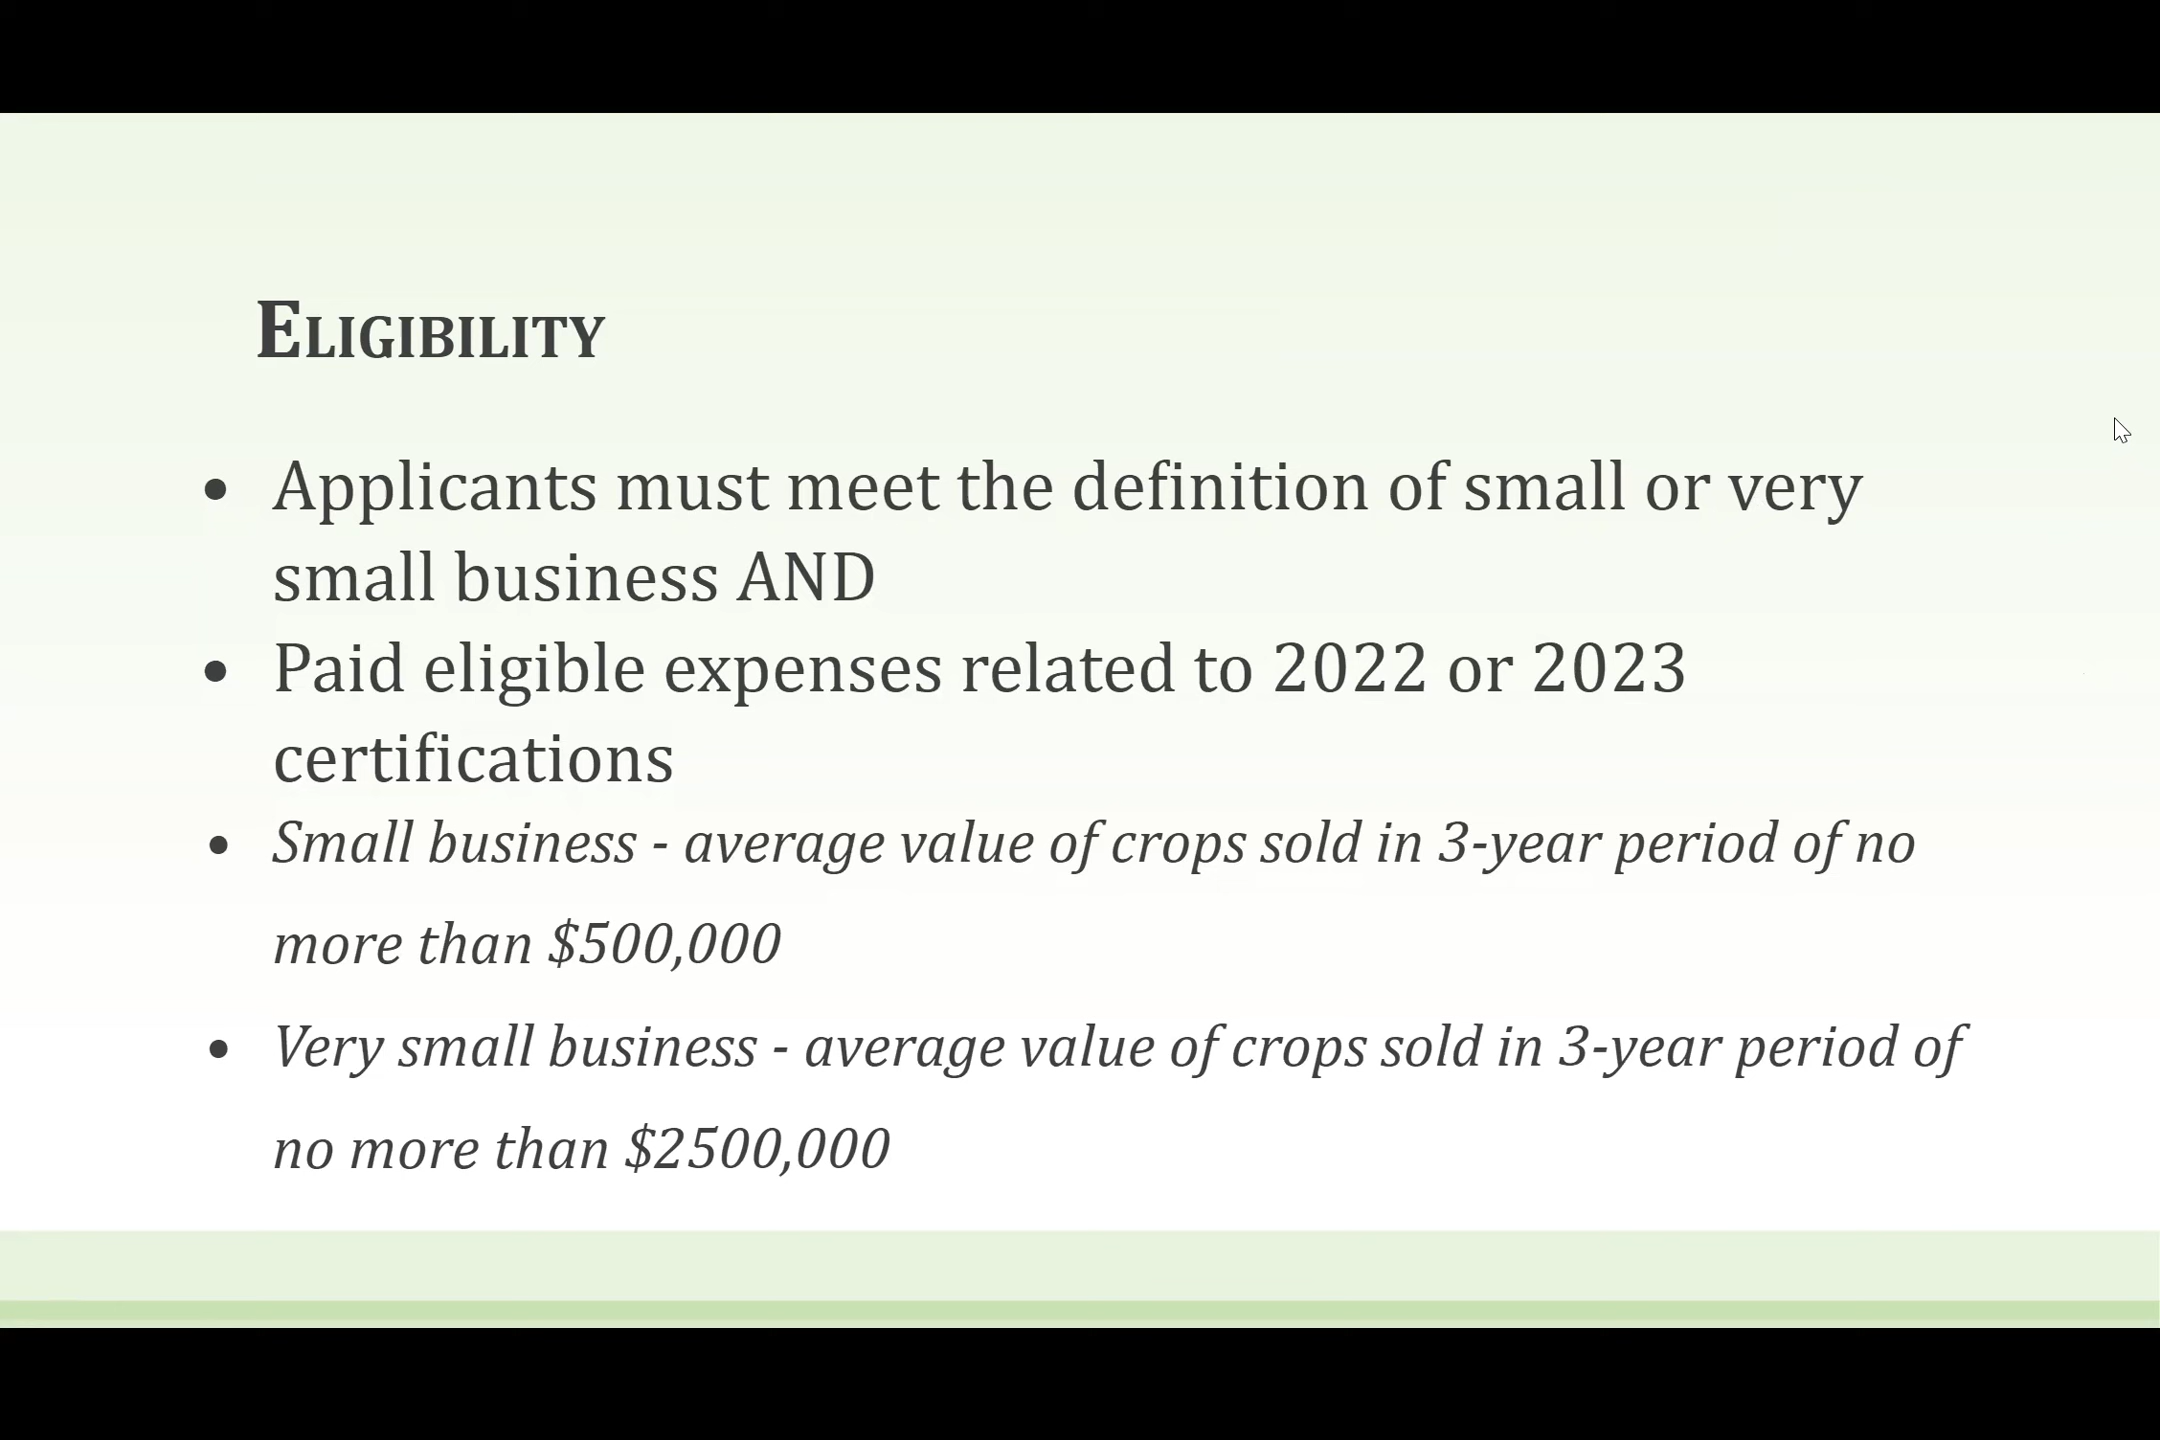 ELIGIBILITY
• Applicants must meet the definition of small or very
small business AND
• Paid eligible expenses related to 2022 or 2023
certifications
• Small business - average value of crops sold in 3-year period of no
more than $500,000
• Very small business - average value of crops sold in 3-year period of
no more than $2500,000